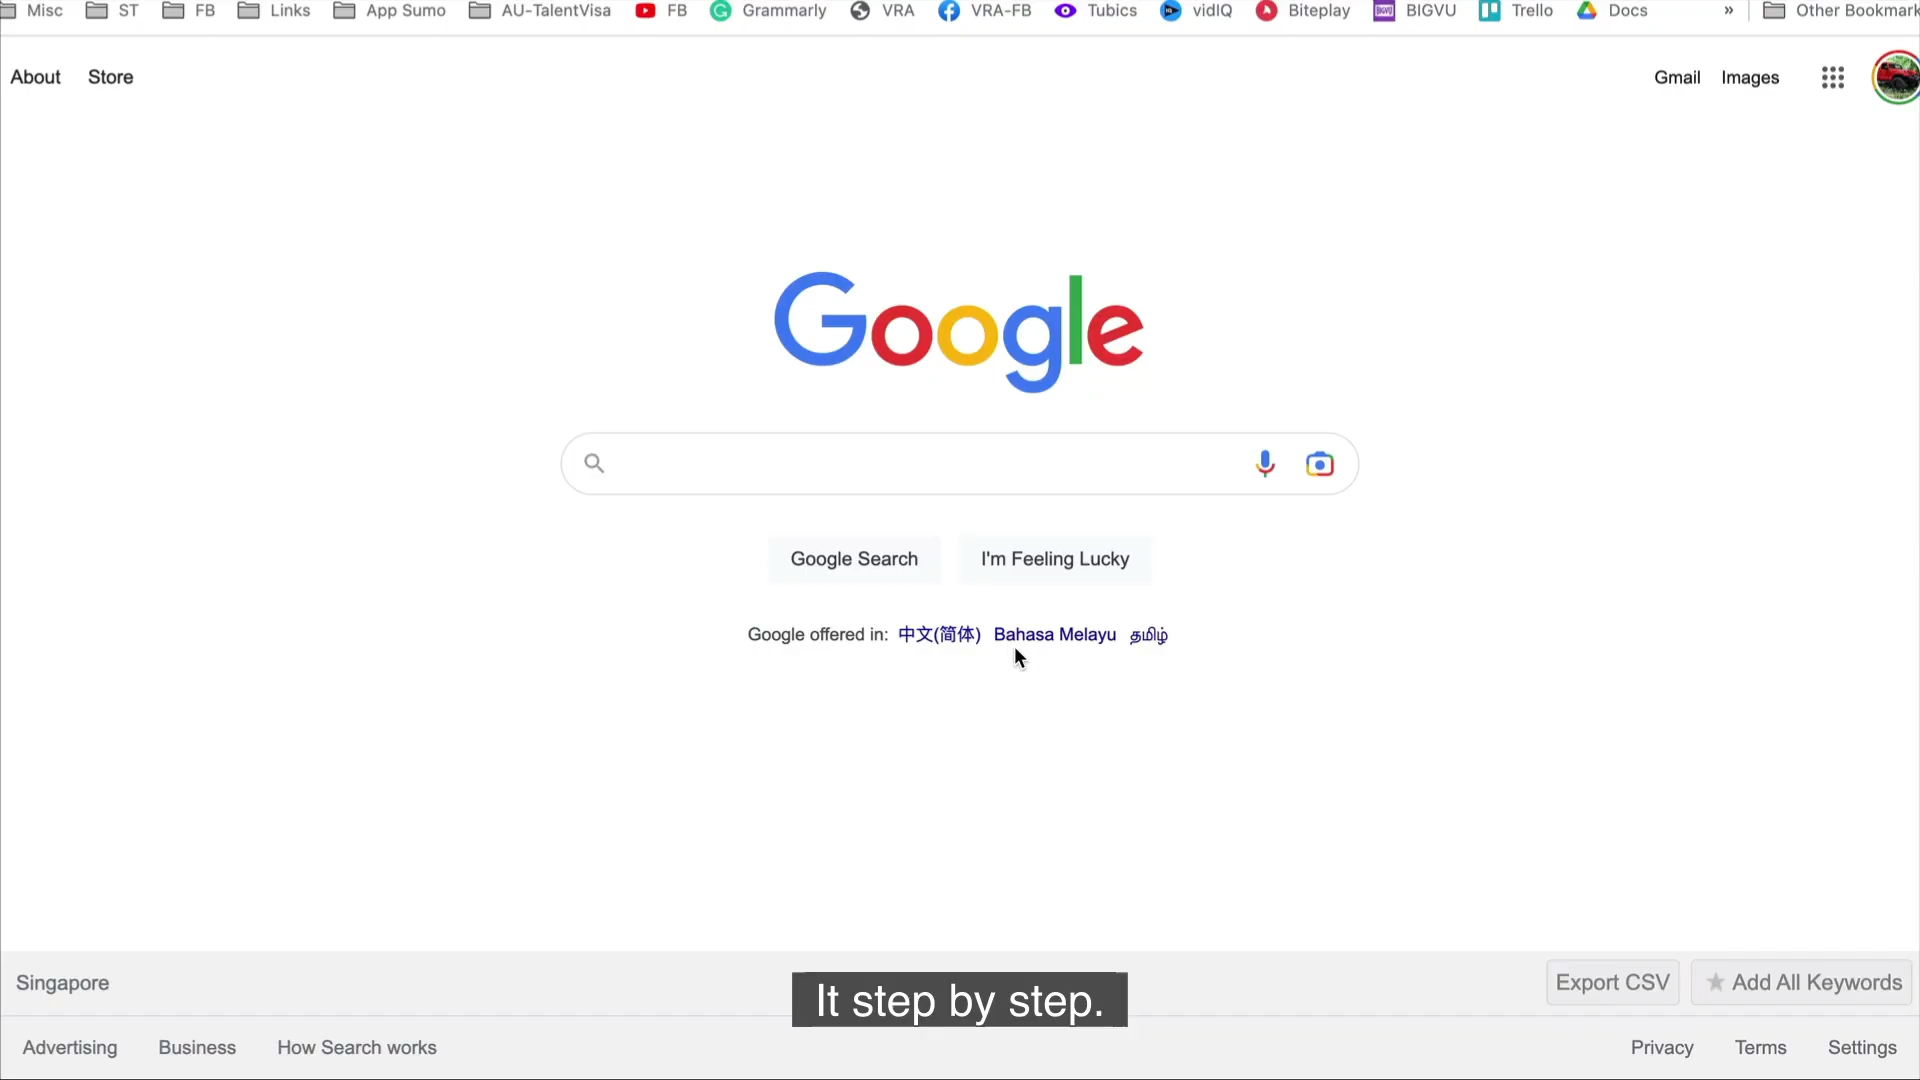 Misc ST FB Links App Sumo AU-TalentVisa FB Grammarly VRA VRA-FB Tubics vidIQ Biteplay BIGVU Trello Docs » Other Bookmark
About Store Gmail Images
Google
Google Search I'm Feeling Lucky
Google offered in: 中文(简体) Bahasa Melayu தமிழ்
Singapore Export CSV Add All Keywords
It step by step.
Advertising Business How Search works Privacy Terms Settings